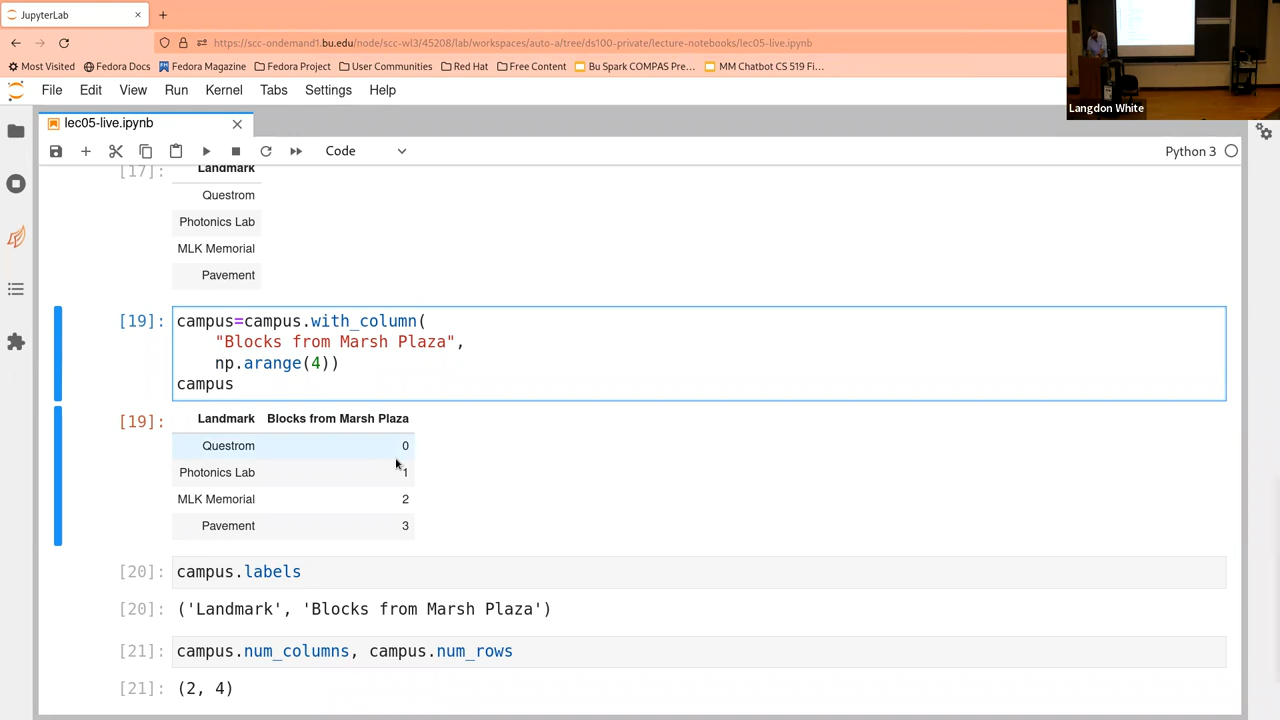 JupyterLab
https://scc-ondemand1.bu.edu/node/scc-wl3/45208/lab/workspaces/auto-a/tree/ds100-private/lecture-notebooks/lec05-live.ipynb
Most Visited Fedora Docs Fedora Magazine Fedora Project User Communities Red Hat Free Content Bu Spark COMPAS Pre... MM Chatbot CS 519 Fi...
Langdon White
File Edit View Run Kernel Tabs Settings Help
lec05-live.ipynb
Code
Python 3
[17]: Landmark
Questrom
Photonics Lab
MLK Memorial
Pavement
[19]: campus=campus.with_column(
"Blocks from Marsh Plaza",
np.arange(4))
campus
[19]: Landmark Blocks from Marsh Plaza
Questrom 0
Photonics Lab 1
MLK Memorial 2
Pavement 3
[20]: campus.labels
[20]: ('Landmark', 'Blocks from Marsh Plaza')
[21]: campus.num_columns, campus.num_rows
[21]: (2, 4)